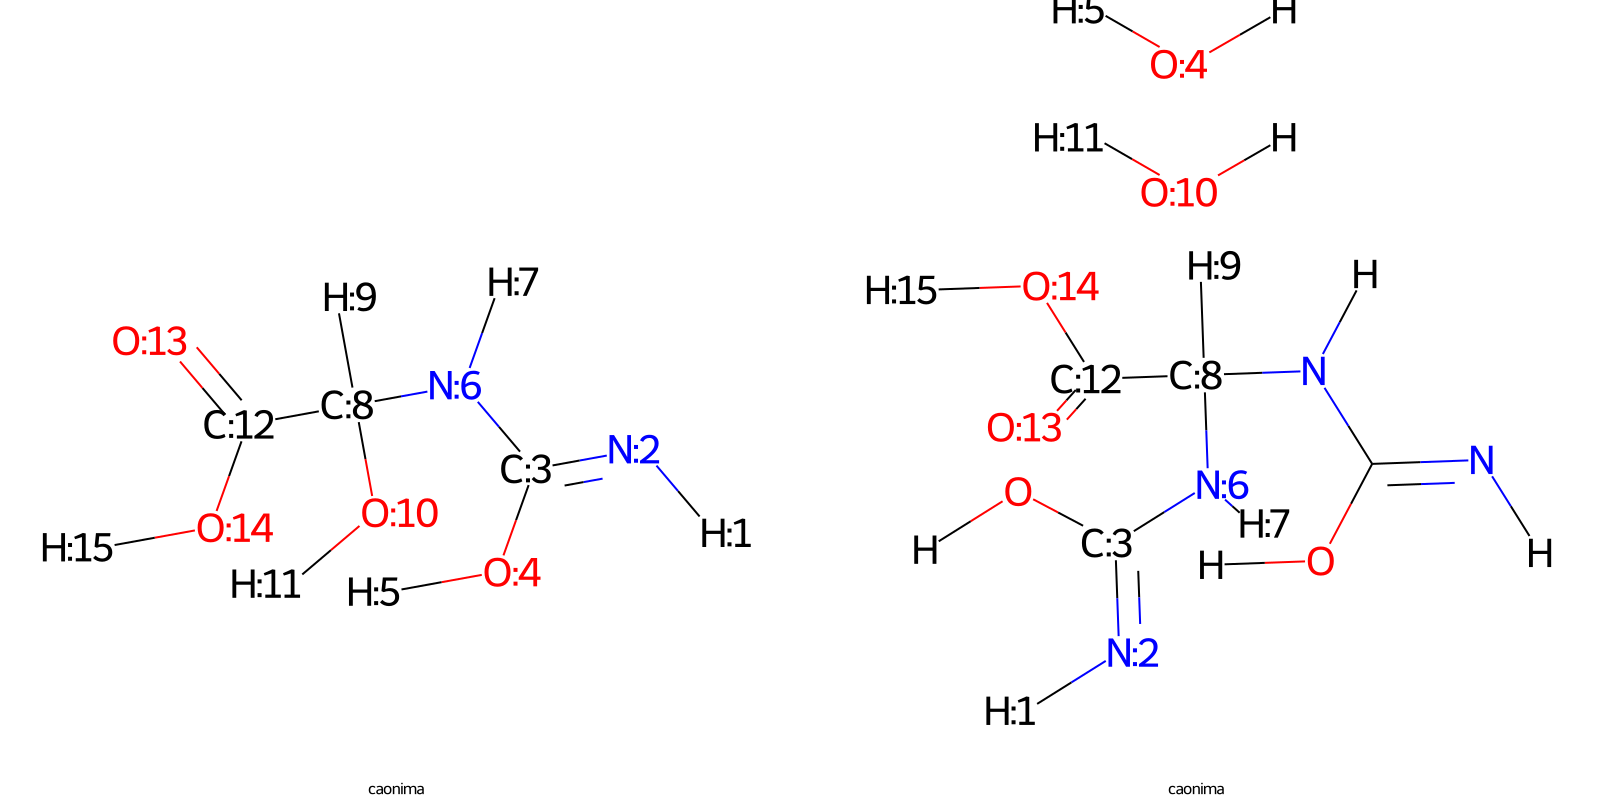 H:5 H
O:4
H:11 H
O:10
H:9 H
H:7
H:15 O:14
H:9
O:13
C:12 C:8 N
N:6
C:8
C:12
O:13
N:2 N
C:3
N:6
O H:7
O:10
O:14
H:1
C:3
H:15 H H
H O
O:4
H:11
H:5
N:2
H:1
caonima caonima